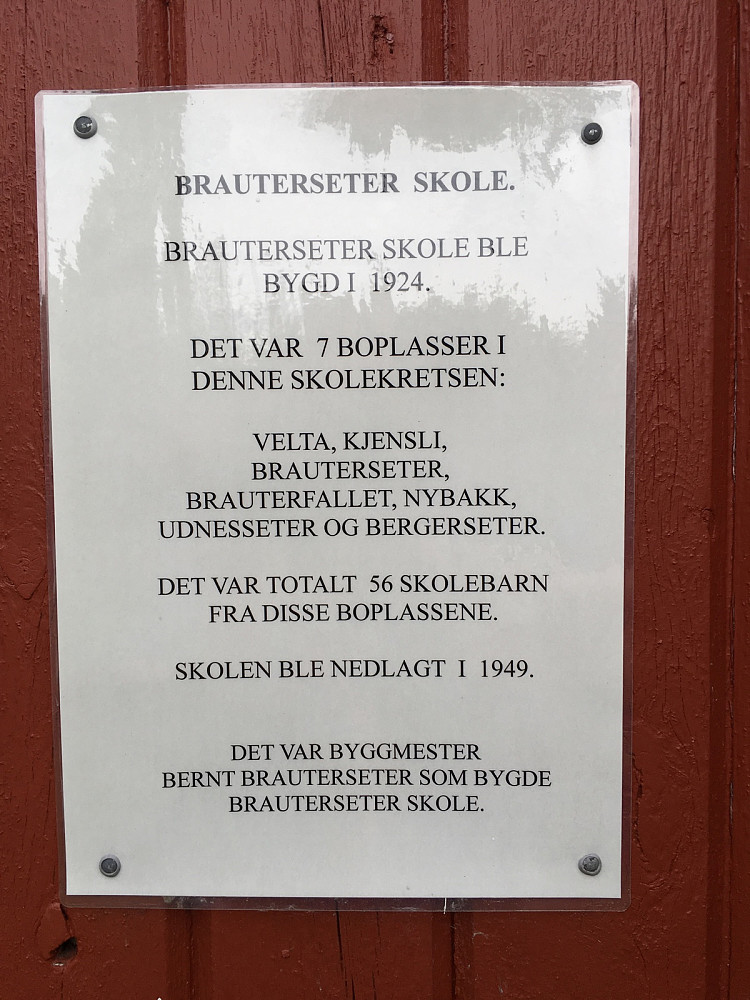 BRAUTERSETER SKOLE.
BRAUTERSETER SKOLE BLE
BYGD I 1924.
DET VAR 7 BOPLASSER I
DENNE SKOLEKRETSEN:
VELTA, KJENSLI,
BRAUTERSETER,
BRAUTERFALLET, NYBAKK,
UDNESSETER OG BERGERSETER.
DET VAR TOTALT 56 SKOLEBARN
FRA DISSE BOPLASSENE.
SKOLEN BLE NEDLAGT I 1949.
DET VAR BYGGMESTER
BERNT BRAUTERSETER SOM BYGDE
BRAUTERSETER SKOLE.